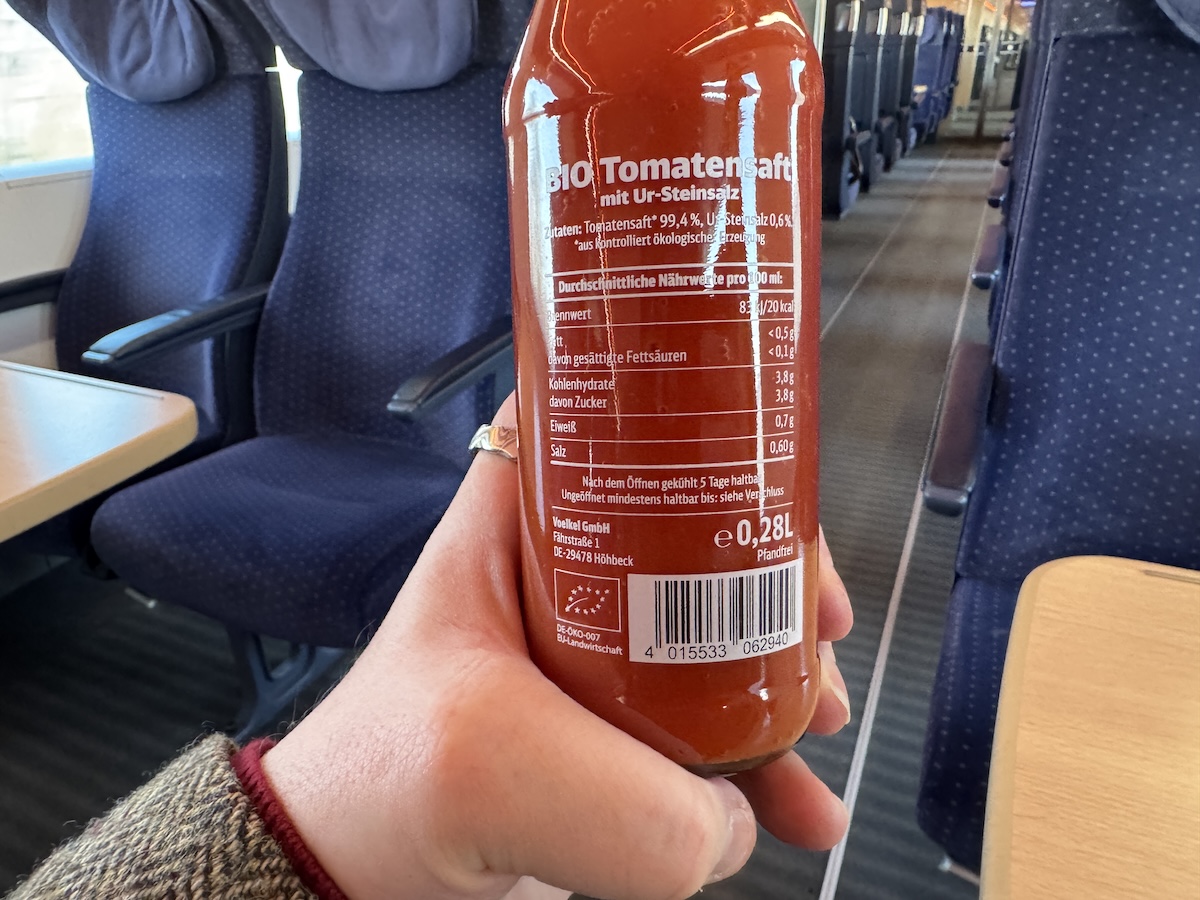 BIO Tomatensaft
mit Ur-Steinsalz
Zutaten: Tomatensaft* 99,4 %, Ur-Steinsalz 0,6 %.
*aus kontrolliert ökologischer Erzeugung
Durchschnittliche Nährwerte pro 100 ml:
Brennwert 83 kJ/20 kcal
Fett <0,5 g
davon gesättigte Fettsäuren <0,1 g
Kohlenhydrate 3,8 g
davon Zucker 3,8 g
Eiweiß 0,7 g
Salz 0,60 g
Nach dem Öffnen gekühlt 5 Tage haltbar
Ungeöffnet mindestens haltbar bis: siehe Verschluss
Voelkel GmbH
Fährstraße 1
DE-29478 Höhbeck
℮ 0,28L
Pfandfrei
DE-ÖKO-007
EU-Landwirtschaft
4 015533 062940